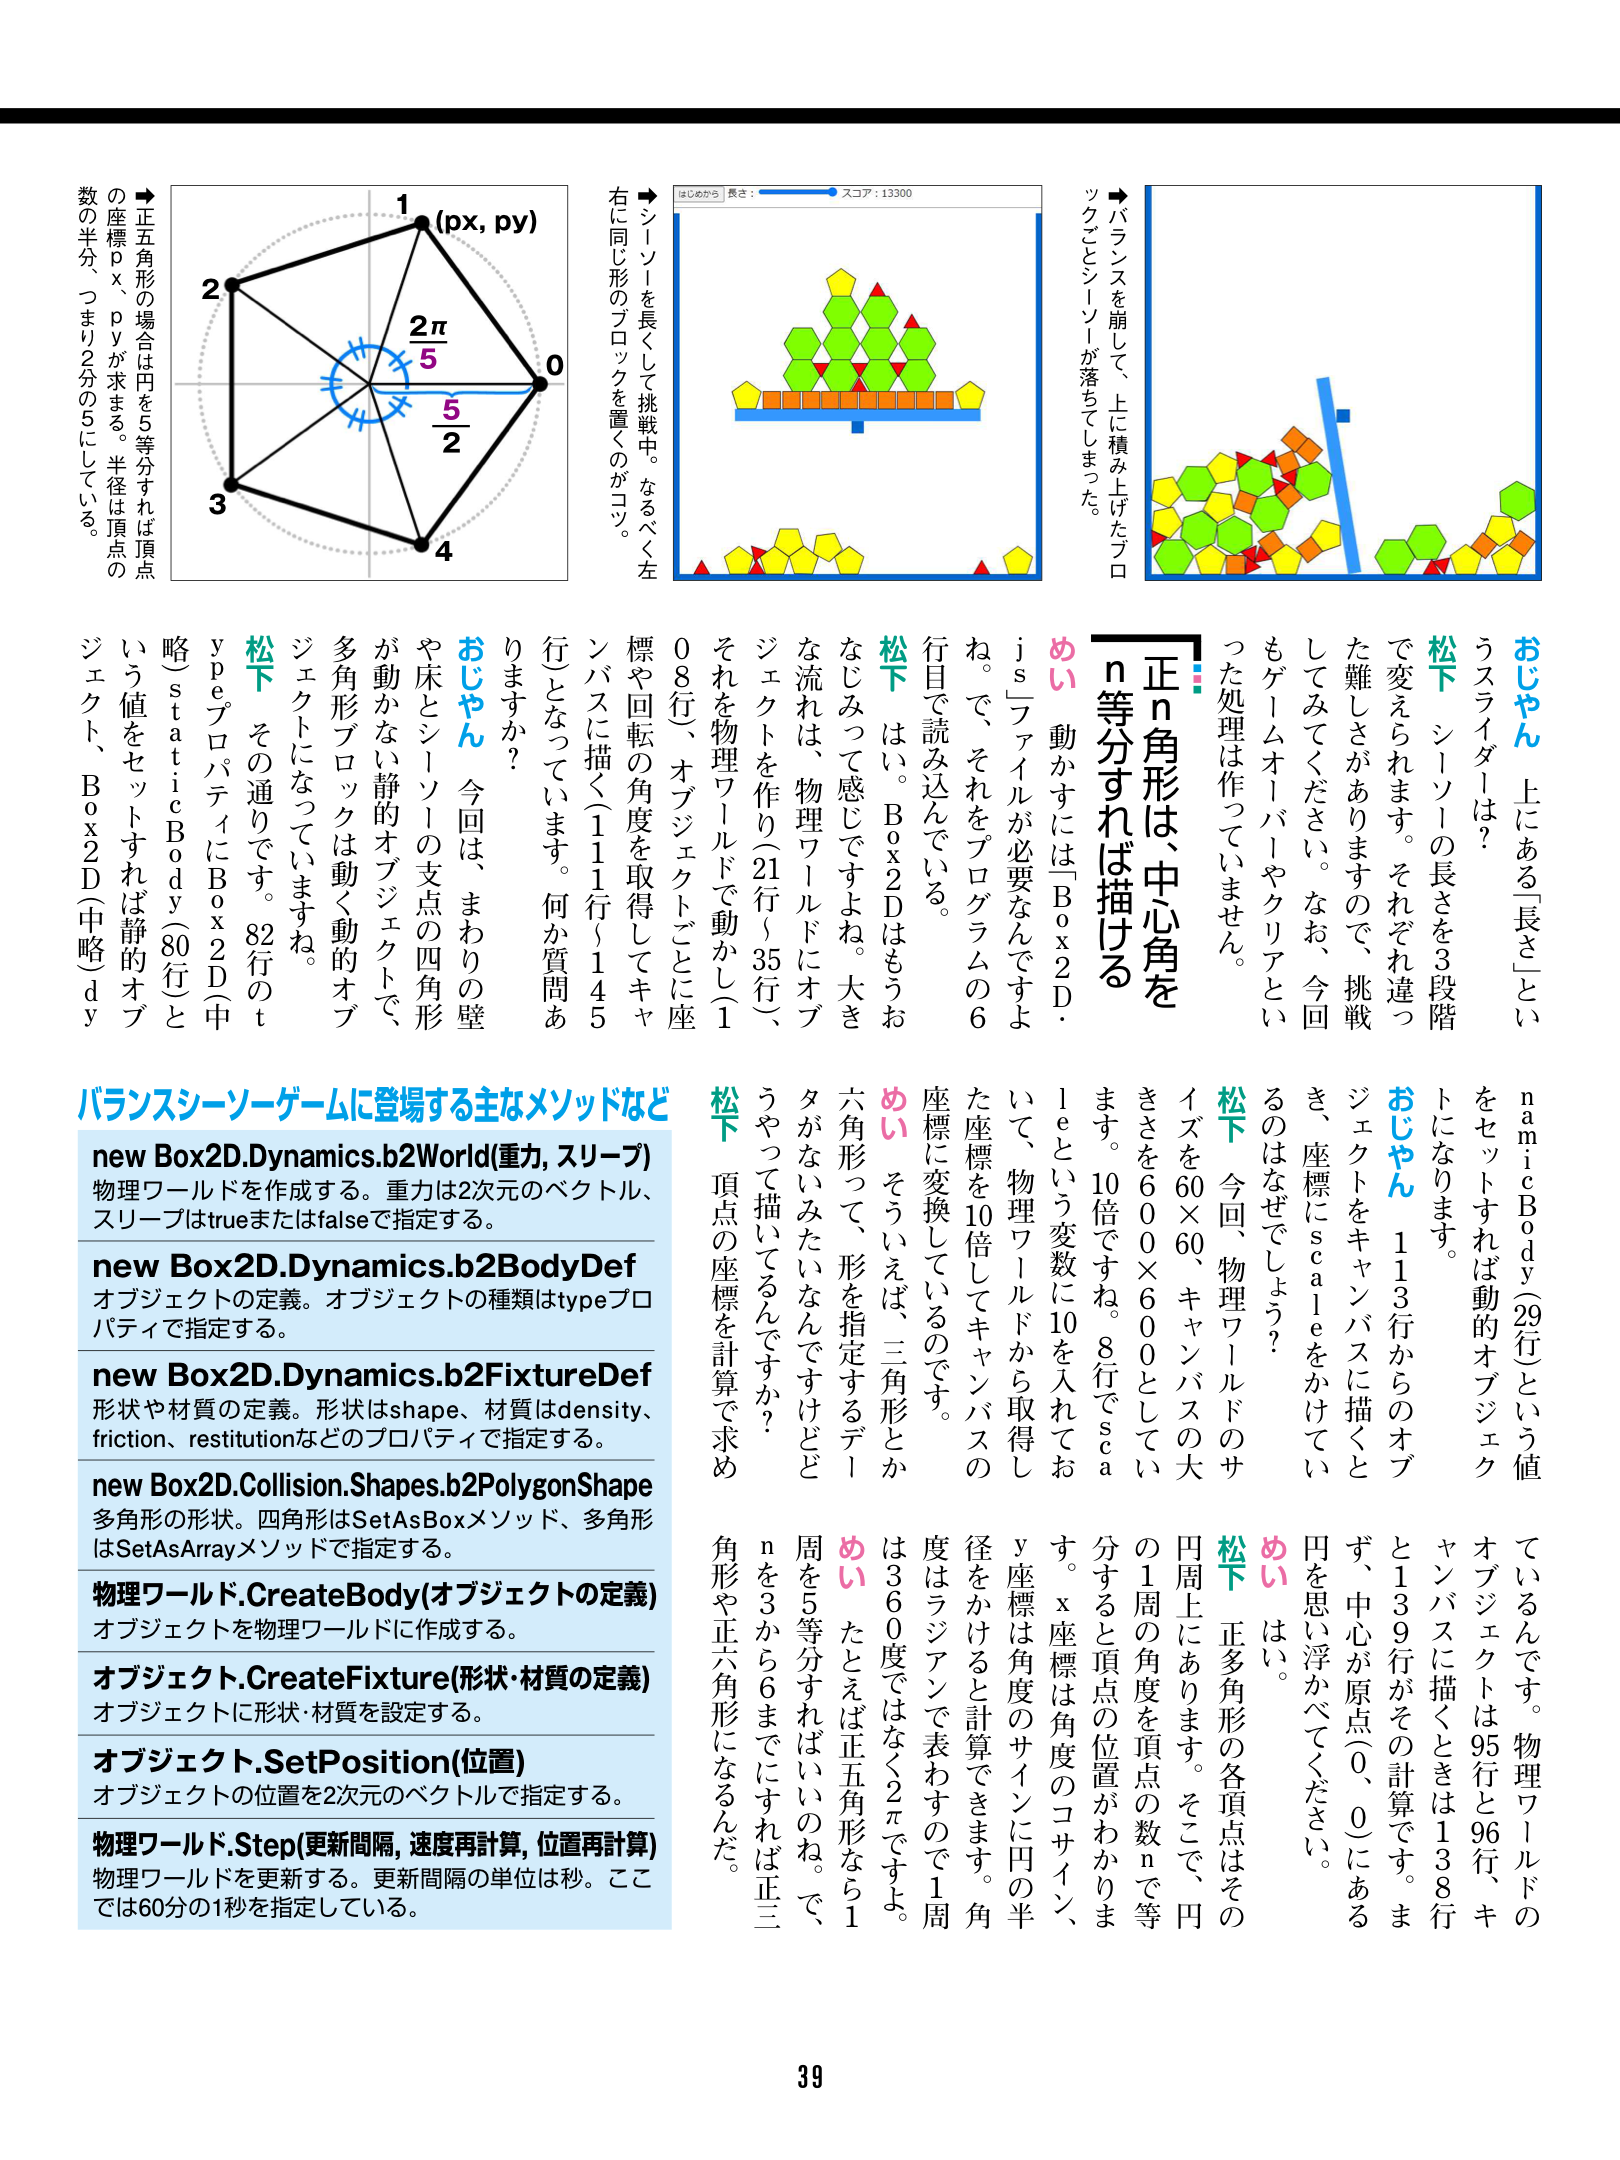 ➡バランスを崩して、上に積み上げたブロ
ックごとシーソーが落ちてしまった。
はじめから 長さ： スコア：13300
➡シーソーを長くして挑戦中。なるべく左
右に同じ形のブロックを置くのがコツ。
1
(px, py)
2
2π
5
0
5
2
3
4
➡正五角形の場合は円を5等分すれば頂点
の座標px、pyが求まる。半径は頂点の
数の半分、つまり2分の5にしている。
おじやん　上にある「長さ」とい
うスライダーは？
松下　シーソーの長さを3段階
で変えられます。それぞれ違っ
た難しさがありますので、挑戦
してみてください。なお、今回
もゲームオーバーやクリアとい
った処理は作っていません。
正n角形は、中心角を
n等分すれば描ける
めい　動かすには「Box2D.
js」ファイルが必要なんですよ
ね。で、それをプログラムの6
行目で読み込んでいる。
松下　はい。Box2Dはもうお
なじみって感じですよね。大き
な流れは、物理ワールドにオブ
ジェクトを作り（21行～35行）、
それを物理ワールドで動かし（1
08行）、オブジェクトごとに座
標や回転の角度を取得してキャ
ンバスに描く（111行～145
行）となっています。何か質問あ
りますか？
おじやん　今回は、まわりの壁
や床とシーソーの支点の四角形
が動かない静的オブジェクトで、
多角形ブロックは動く動的オブ
ジェクトになっていますね。
松下　その通りです。82行のt
ypeプロパティにBox2D（中
略）staticBody（80行）と
いう値をセットすれば静的オブ
ジェクト、Box2D（中略）dy
namicBody（29行）という値
をセットすれば動的オブジェク
トになります。
おじやん　113行からのオブ
ジェクトをキャンバスに描くと
き、座標にscaleをかけてい
るのはなぜでしょう？
松下　今回、物理ワールドのサ
イズを60×60、キャンバスの大
きさを600×600としてい
ます。10倍ですね。8行でsca
leという変数に10を入れてお
いて、物理ワールドから取得し
た座標を10倍してキャンバスの
座標に変換しているのです。
めい　そういえば、三角形とか
六角形って、形を指定するデー
タがないみたいなんですけどど
うやって描いてるんですか？
松下　頂点の座標を計算で求め
ているんです。物理ワールドの
オブジェクトは95行と96行、キ
ャンバスに描くときは138行
と139行がその計算です。ま
ず、中心が原点（0、0）にある
円を思い浮かべてください。
めい　はい。
松下　正多角形の各頂点はその
円周上にあります。そこで、円
の1周の角度を頂点の数nで等
分すると頂点の位置がわかりま
す。x座標は角度のコサイン、
y座標は角度のサインに円の半
径をかけると計算できます。角
度はラジアンで表わすので1周
は360度ではなく2πですよ。
めい　たとえば正五角形なら1
周を5等分すればいいのね。で、
nを3から6までにすれば正三
角形や正六角形になるんだ。
バランスシーソーゲームに登場する主なメソッドなど
new Box2D.Dynamics.b2World(重力, スリープ)
物理ワールドを作成する。重力は2次元のベクトル、
スリープはtrueまたはfalseで指定する。
new Box2D.Dynamics.b2BodyDef
オブジェクトの定義。オブジェクトの種類はtypeプロ
パティで指定する。
new Box2D.Dynamics.b2FixtureDef
形状や材質の定義。形状はshape、材質はdensity、
friction、restitutionなどのプロパティで指定する。
new Box2D.Collision.Shapes.b2PolygonShape
多角形の形状。四角形はSetAsBoxメソッド、多角形
はSetAsArrayメソッドで指定する。
物理ワールド.CreateBody(オブジェクトの定義)
オブジェクトを物理ワールドに作成する。
オブジェクト.CreateFixture(形状・材質の定義)
オブジェクトに形状・材質を設定する。
オブジェクト.SetPosition(位置)
オブジェクトの位置を2次元のベクトルで指定する。
物理ワールド.Step(更新間隔, 速度再計算, 位置再計算)
物理ワールドを更新する。更新間隔の単位は秒。ここ
では60分の1秒を指定している。
39